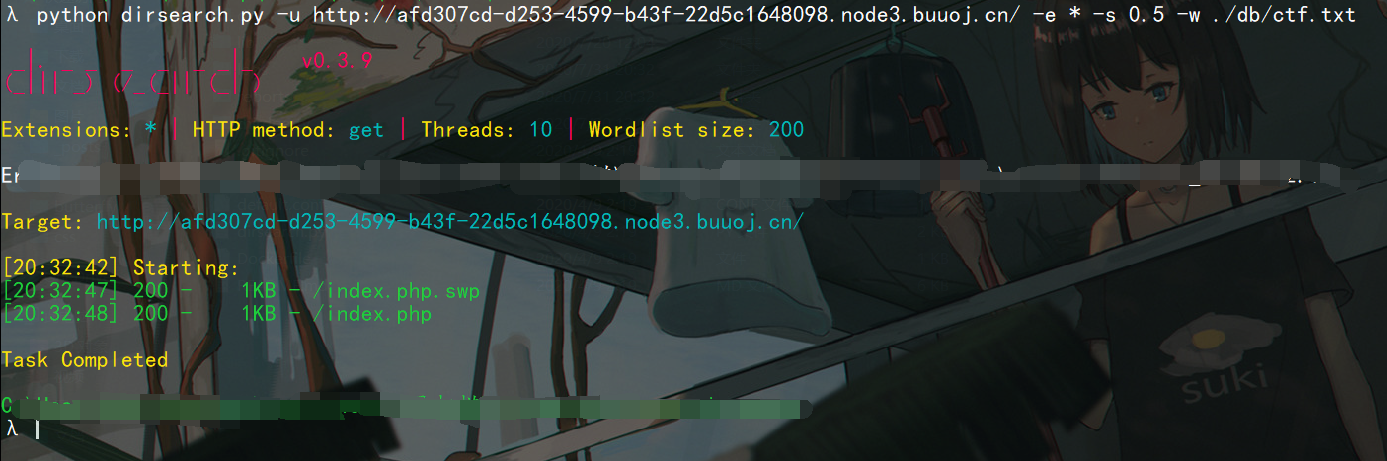 λ python dirsearch.py -u http://afd307cd-d253-4599-b43f-22d5c1648098.node3.buuoj.cn/ -e * -s 0.5 -w ./db/ctf.txt
dirsearch v0.3.9
Extensions: * | HTTP method: get | Threads: 10 | Wordlist size: 200
Target: http://afd307cd-d253-4599-b43f-22d5c1648098.node3.buuoj.cn/
[20:32:42] Starting:
[20:32:47] 200 -    1KB - /index.php.swp
[20:32:48] 200 -    1KB - /index.php
Task Completed
λ
suki